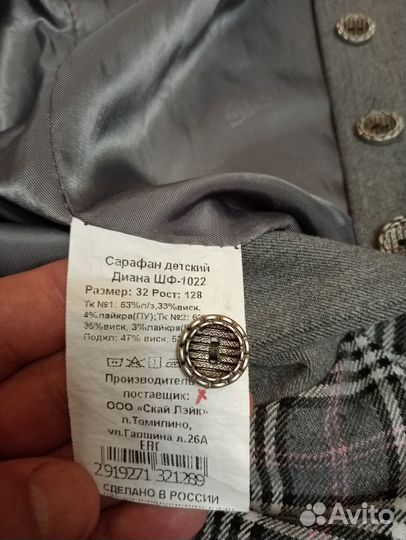 Сарафан детский
Диана ШФ-1022
Размер: 32 Рост: 128
Тк №1: 63%п/э,33%виск.
4%лайкра(ПУ);Тк №2: 6
35%виск. 3%лайкра(
Подкл: 47% виск. 5
Производитель
поставщик:
ООО «Скай Лэйк»
п.Томилино,
ул.Гаршина д.26А
EAC
2919271 321289
СДЕЛАНО В РОССИИ
Avito